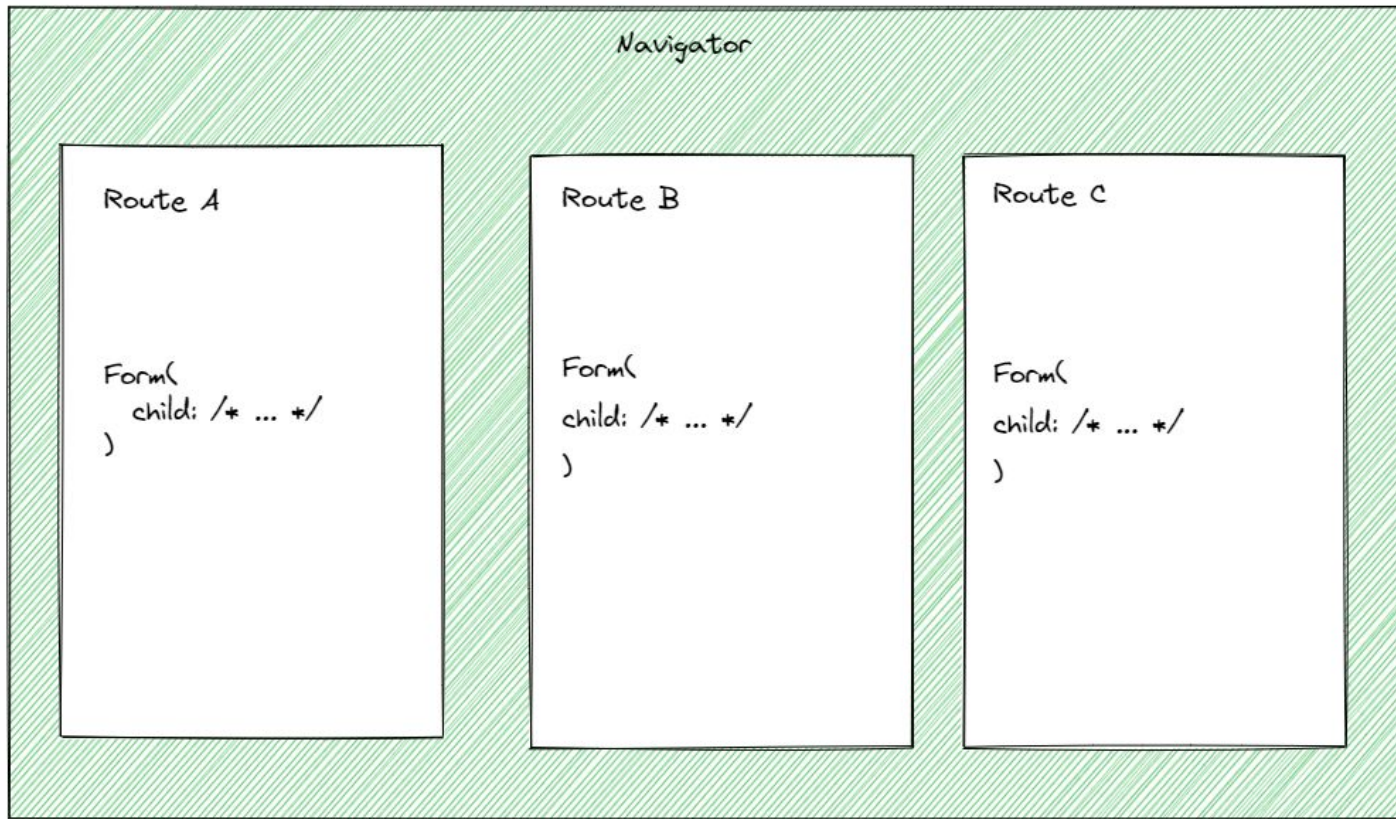 Navigator
Route A
Form(
child: /* ... */
)
Route B
Form(
child: /* ... */
)
Route C
Form(
child: /* ... */
)